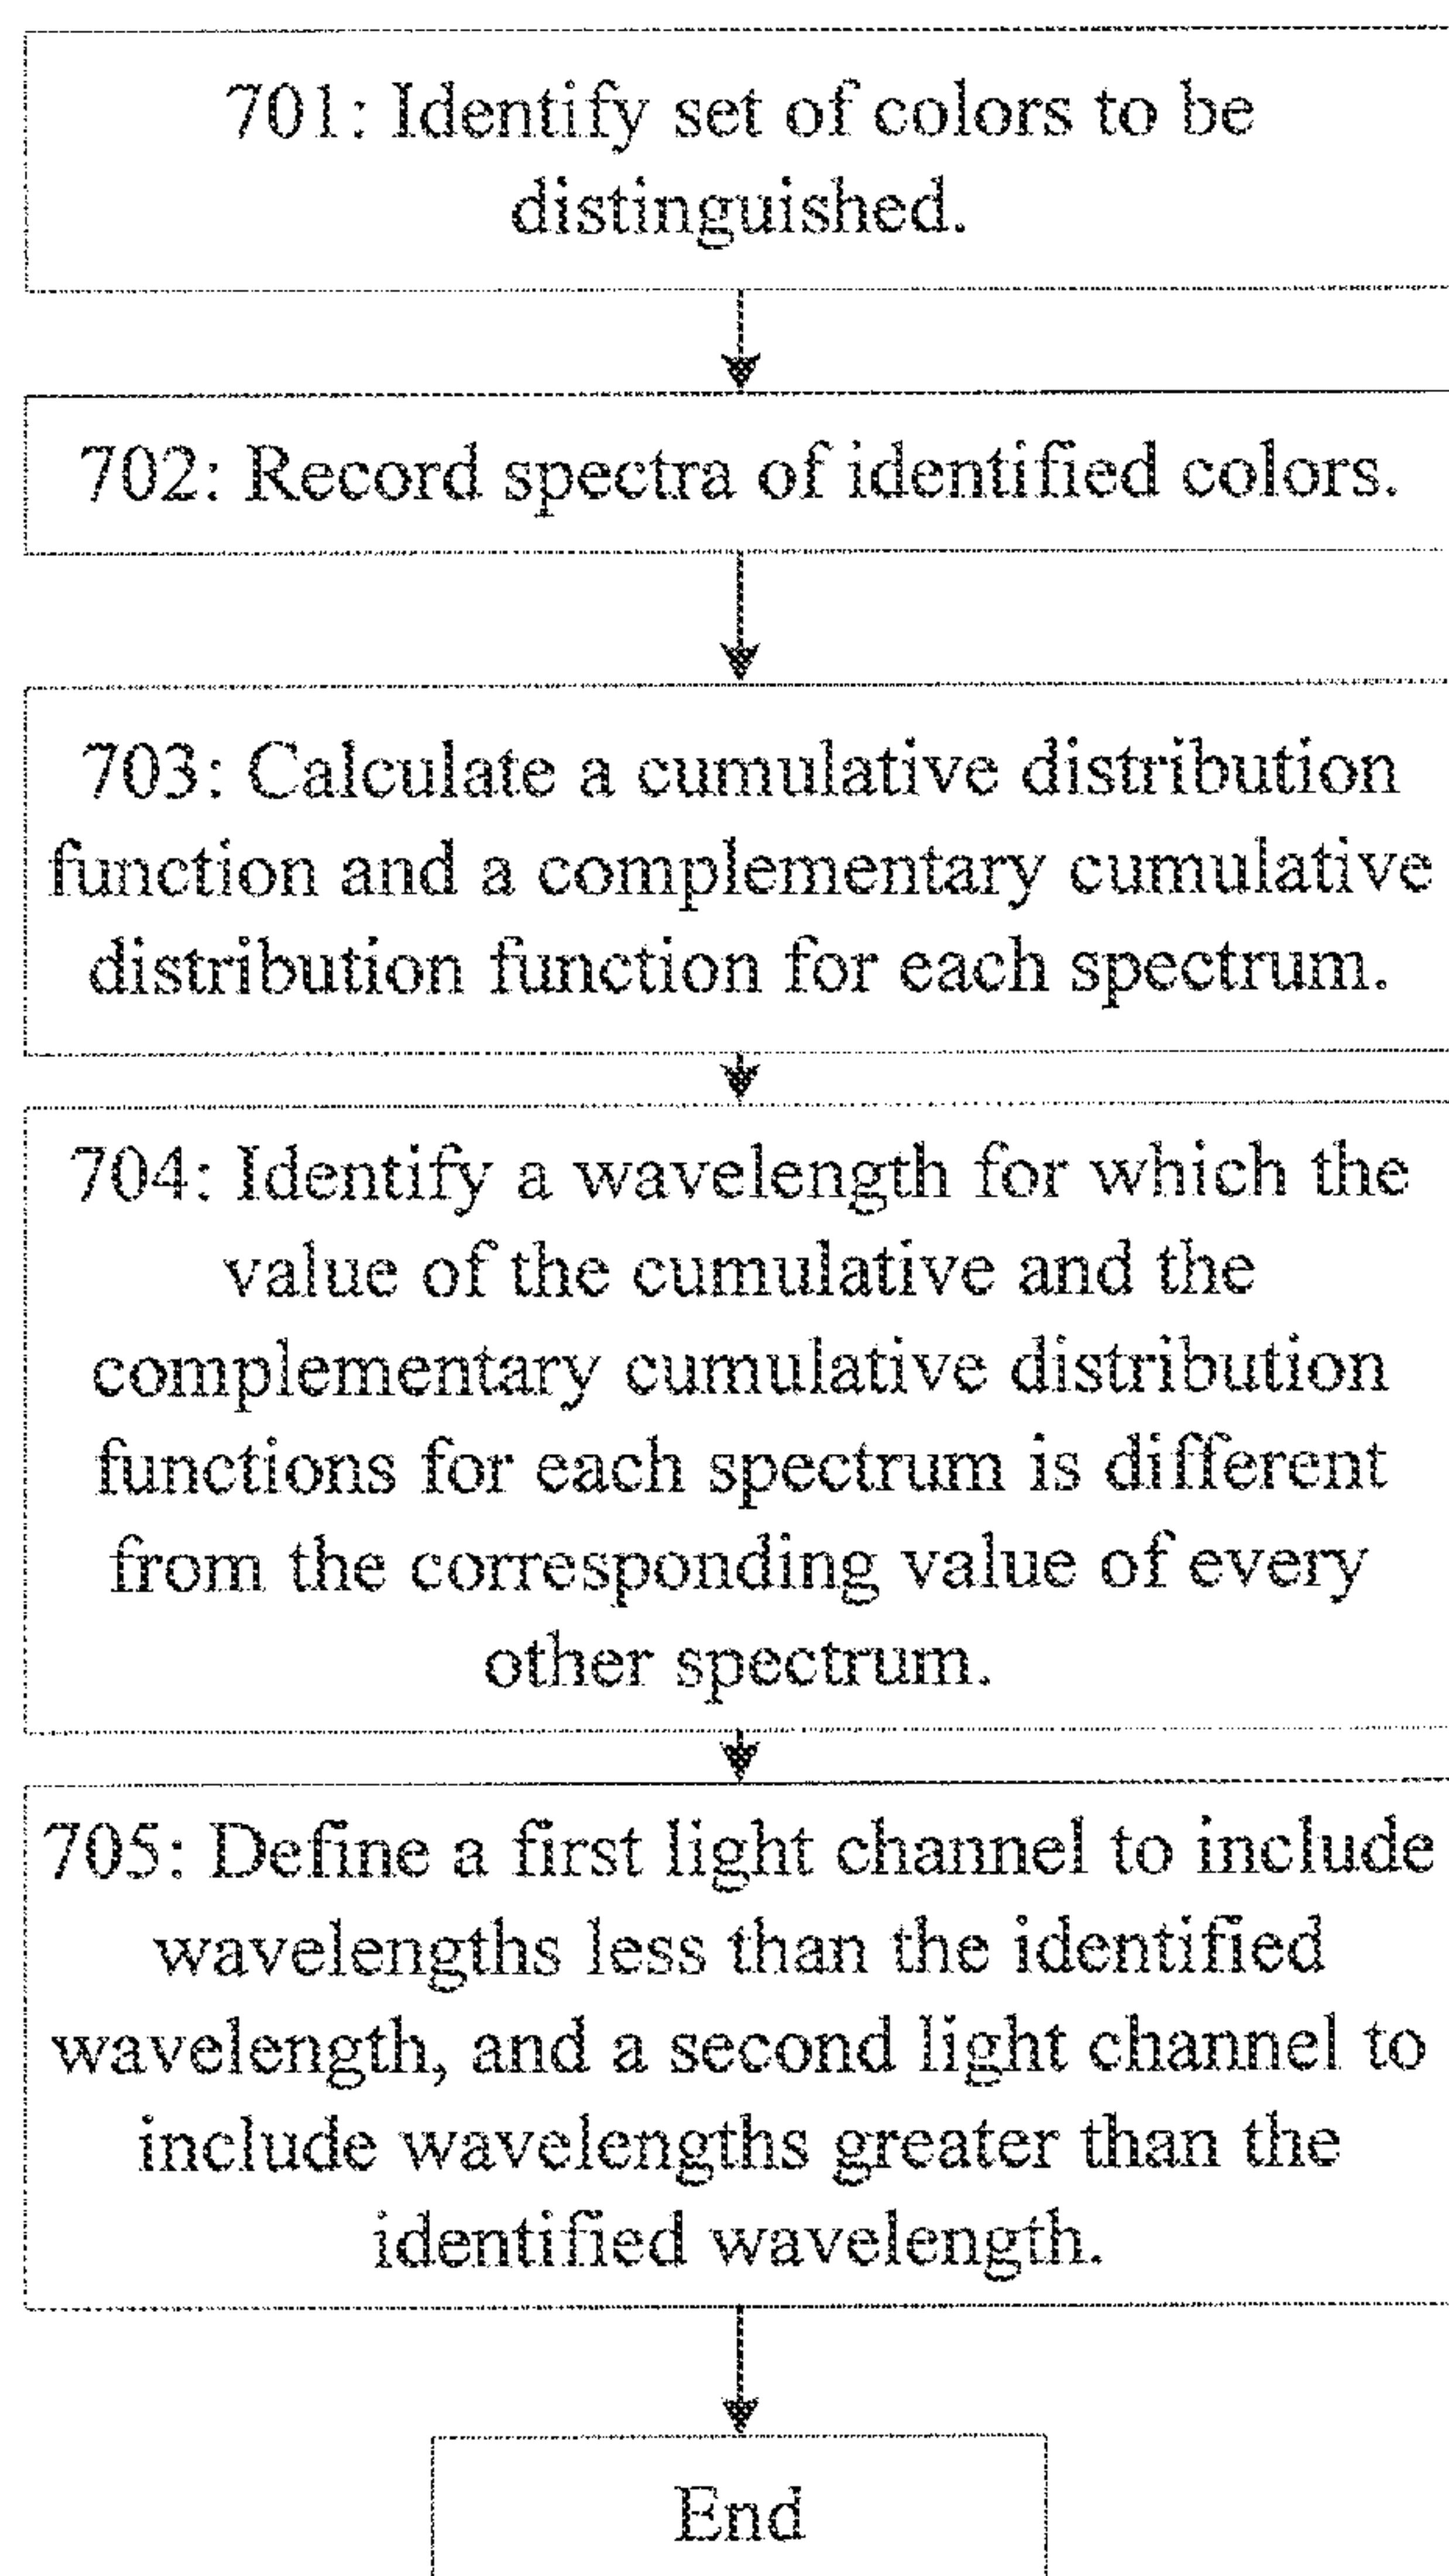 701: Identify set of colors to be
distinguished.
702: Record spectra of identified colors.
703: Calculate a cumulative distribution
function and a complementary cumulative
distribution function for each spectrum.
704: Identify a wavelength for which the
value of the cumulative and the
complementary cumulative distribution
functions for each spectrum is different
from the corresponding value of every
other spectrum.
705: Define a first light channel to include
wavelengths less than the identified
wavelength, and a second light channel to
include wavelengths greater than the
identified wavelength.
End